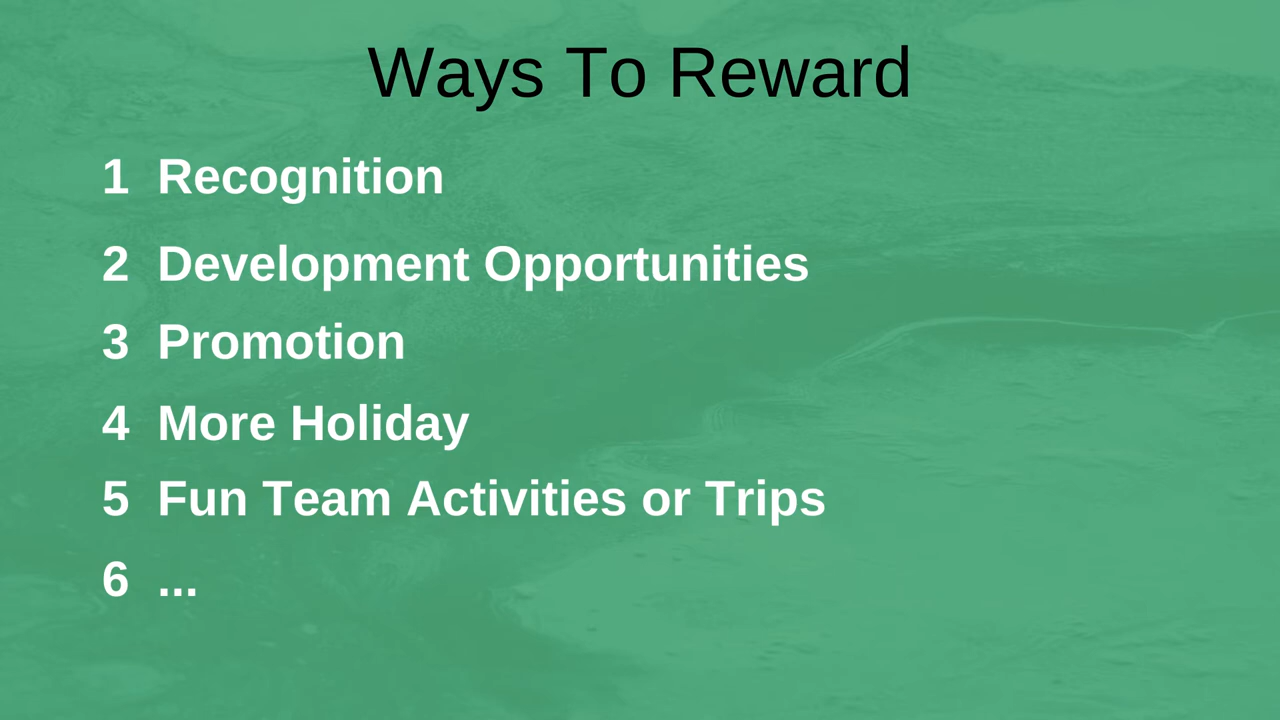 Ways To Reward
1 Recognition
2 Development Opportunities
3 Promotion
4 More Holiday
5 Fun Team Activities or Trips
6 ...